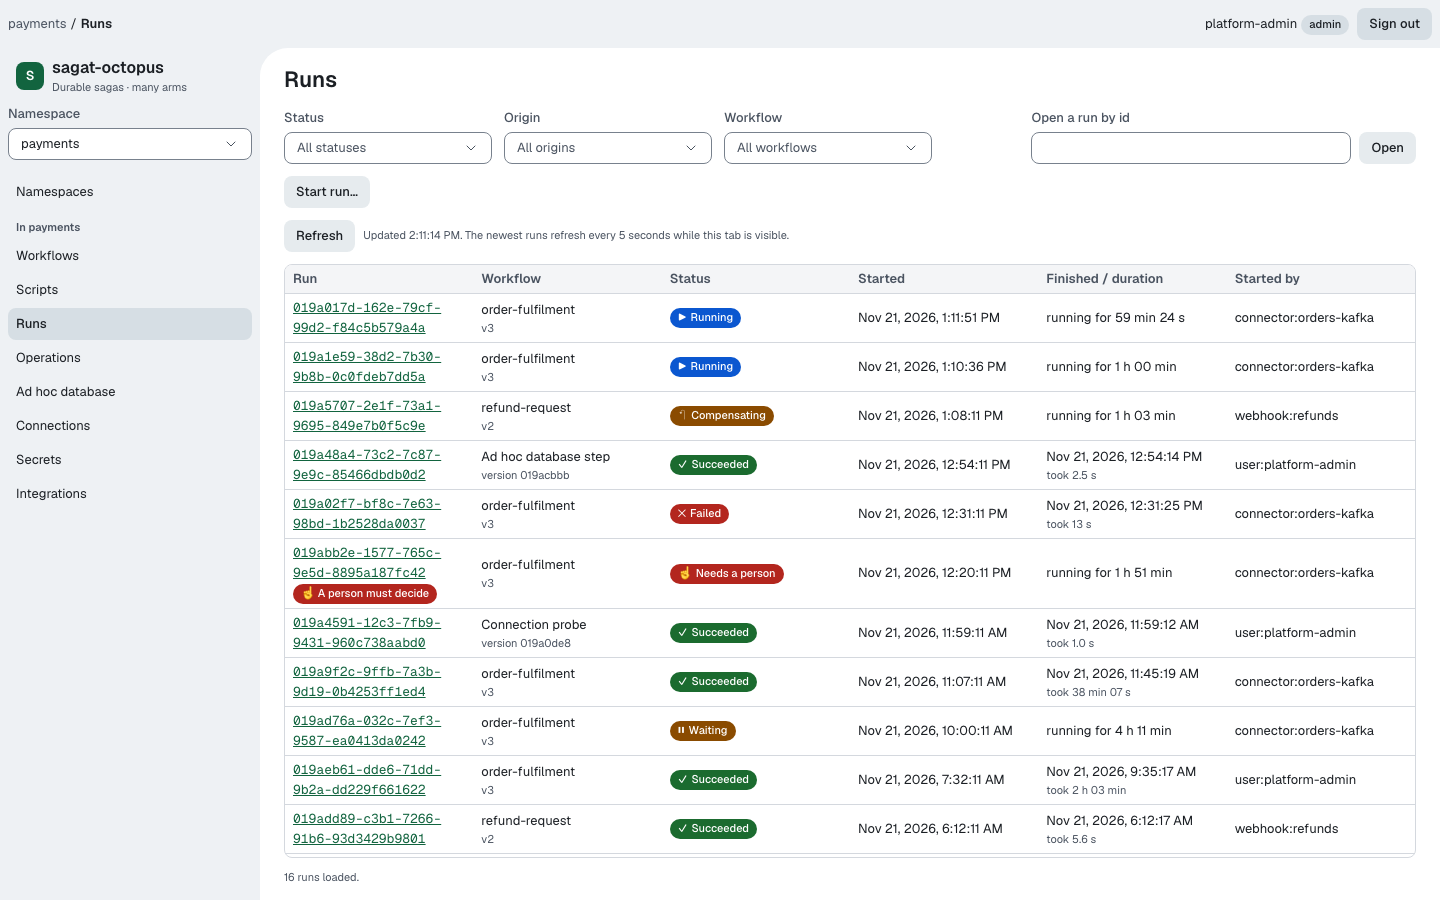 payments / Runs
platform-admin admin Sign out
S
sagat-octopus
Durable sagas · many arms
Namespace
payments
Namespaces
In payments
Workflows
Scripts
Runs
Operations
Ad hoc database
Connections
Secrets
Integrations
Runs
Status Origin Workflow Open a run by id
All statuses All origins All workflows Open
Start run...
Refresh Updated 2:11:14 PM. The newest runs refresh every 5 seconds while this tab is visible.
Run Workflow Status Started Finished / duration Started by
019a017d-162e-79cf-
99d2-f84c5b579a4a
order-fulfilment
v3
Running
Nov 21, 2026, 1:11:51 PM
running for 59 min 24 s
connector:orders-kafka
019a1e59-38d2-7b30-
9b8b-0c0fdeb7dd5a
order-fulfilment
v3
Running
Nov 21, 2026, 1:10:36 PM
running for 1 h 00 min
connector:orders-kafka
019a5707-2e1f-73a1-
9695-849e7b0f5c9e
refund-request
v2
Compensating
Nov 21, 2026, 1:08:11 PM
running for 1 h 03 min
webhook:refunds
019a48a4-73c2-7c87-
9e9c-85466dbdb0d2
Ad hoc database step
version 019acbbb
Succeeded
Nov 21, 2026, 12:54:11 PM
Nov 21, 2026, 12:54:14 PM
took 2.5 s
user:platform-admin
019a02f7-bf8c-7e63-
98bd-1b2528da0037
order-fulfilment
v3
Failed
Nov 21, 2026, 12:31:11 PM
Nov 21, 2026, 12:31:25 PM
took 13 s
connector:orders-kafka
019abb2e-1577-765c-
9e5d-8895a187fc42
A person must decide
order-fulfilment
v3
Needs a person
Nov 21, 2026, 12:20:11 PM
running for 1 h 51 min
connector:orders-kafka
019a4591-12c3-7fb9-
9431-960c738aabd0
Connection probe
version 019a0de8
Succeeded
Nov 21, 2026, 11:59:11 AM
Nov 21, 2026, 11:59:12 AM
took 1.0 s
user:platform-admin
019a9f2c-9ffb-7a3b-
9d19-0b4253ff1ed4
order-fulfilment
v3
Succeeded
Nov 21, 2026, 11:07:11 AM
Nov 21, 2026, 11:45:19 AM
took 38 min 07 s
connector:orders-kafka
019ad76a-032c-7ef3-
9587-ea0413da0242
order-fulfilment
v3
Waiting
Nov 21, 2026, 10:00:11 AM
running for 4 h 11 min
connector:orders-kafka
019aeb61-dde6-71dd-
9b2a-dd229f661622
order-fulfilment
v3
Succeeded
Nov 21, 2026, 7:32:11 AM
Nov 21, 2026, 9:35:17 AM
took 2 h 03 min
user:platform-admin
019add89-c3b1-7266-
91b6-93d3429b9801
refund-request
v2
Succeeded
Nov 21, 2026, 6:12:11 AM
Nov 21, 2026, 6:12:17 AM
took 5.6 s
webhook:refunds
16 runs loaded.